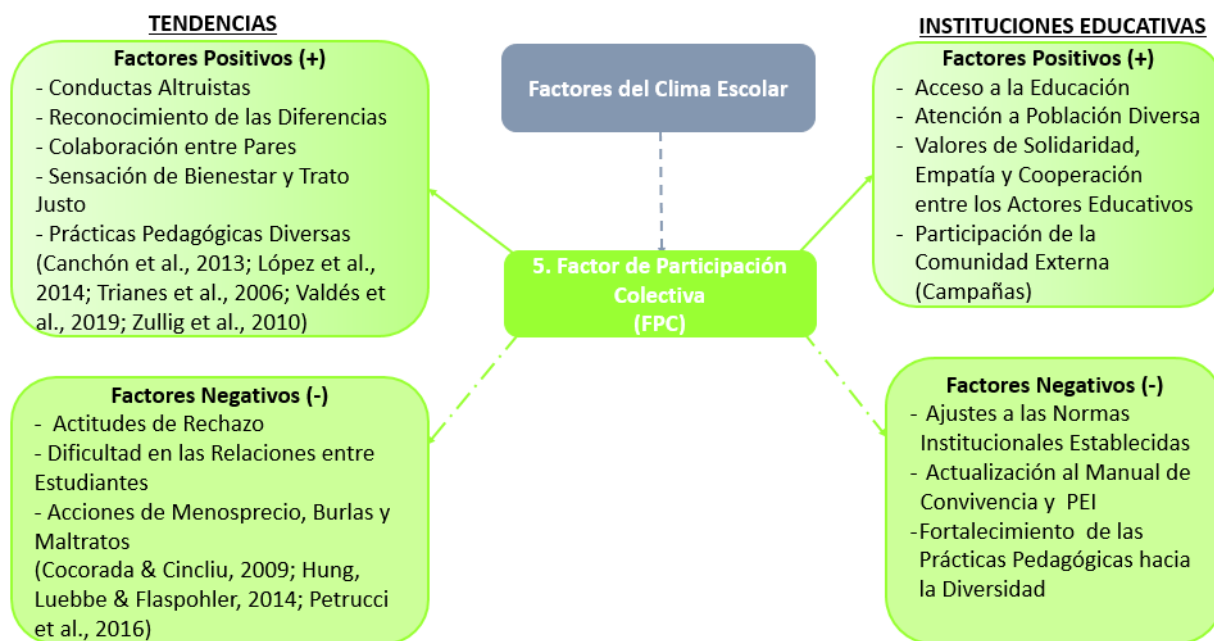 TENDENCIAS
Factores Positivos (+)
- Conductas Altruistas
- Reconocimiento de las Diferencias
- Colaboración entre Pares
- Sensación de Bienestar y Trato
Justo
- Prácticas Pedagógicas Diversas
(Canchón et al., 2013; López et al.,
2014; Trianes et al., 2006; Valdés et
al., 2019; Zullig et al., 2010)
Factores Negativos (-)
- Actitudes de Rechazo
- Dificultad en las Relaciones entre
Estudiantes
- Acciones de Menosprecio, Burlas y
Maltratos
(Cocorada & Cincliu, 2009; Hung,
Luebbe & Flaspohler, 2014; Petrucci
et al., 2016)
Factores del Clima Escolar
5. Factor de Participación
Colectiva
(FPC)
INSTITUCIONES EDUCATIVAS
Factores Positivos (+)
- Acceso a la Educación
- Atención a Población Diversa
- Valores de Solidaridad,
Empatía y Cooperación
entre los Actores Educativos
- Participación de la
Comunidad Externa
(Campañas)
Factores Negativos (-)
- Ajustes a las Normas
Institucionales Establecidas
- Actualización al Manual de
Convivencia y PEI
-Fortalecimiento de las
Prácticas Pedagógicas hacia
la Diversidad